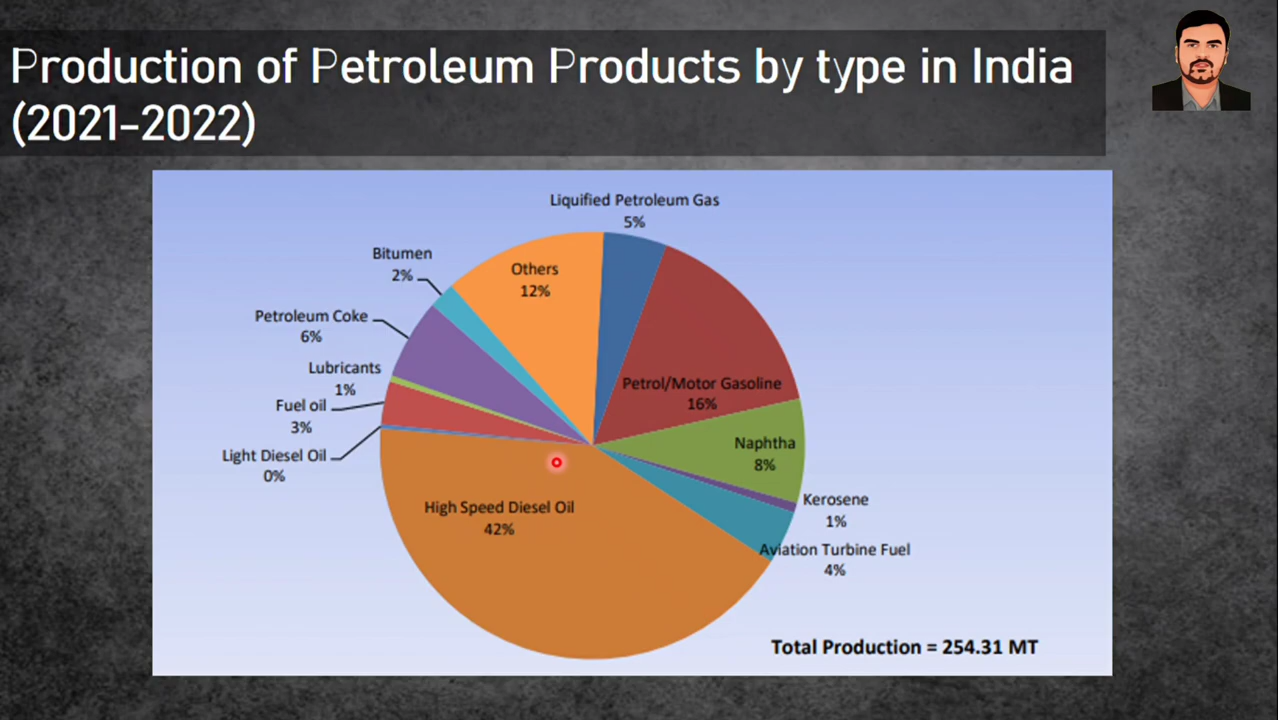 Production of Petroleum Products by type in India
(2021-2022)
Liquified Petroleum Gas
5%
Bitumen
2%
Others
12%
Petroleum Coke
6%
Lubricants
1%
Petrol/Motor Gasoline
16%
Fuel oil
3%
Naphtha
8%
Light Diesel Oil
0%
Kerosene
1%
High Speed Diesel Oil
42%
Aviation Turbine Fuel
4%
Total Production = 254.31 MT